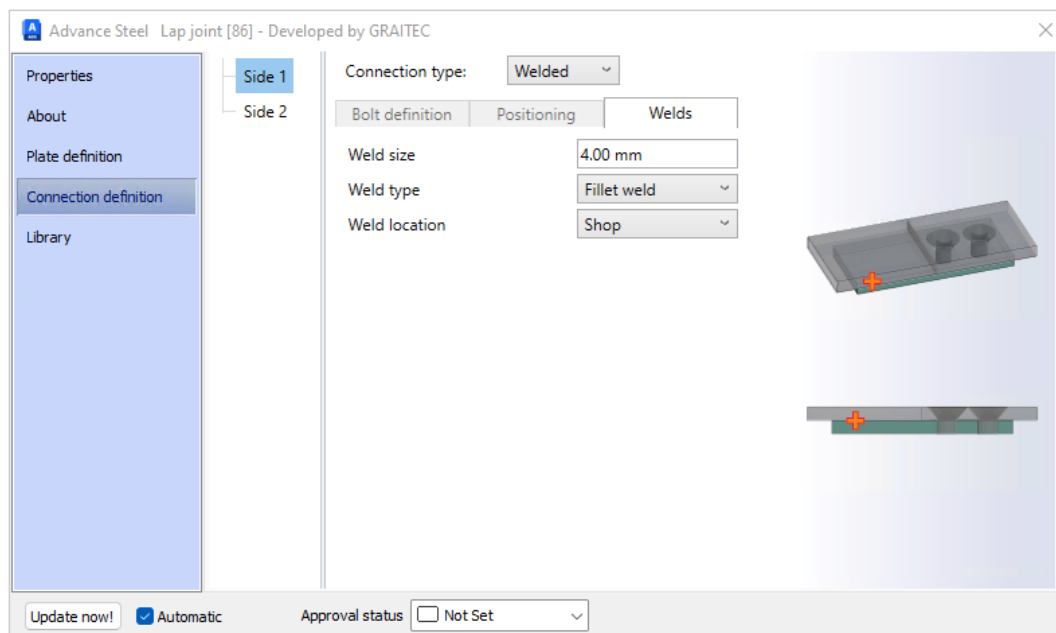 Advance Steel Lap joint [86] - Developed by GRAITEC
Properties
About
Plate definition
Connection definition
Library
Side 1
Side 2
Connection type: Welded
Bolt definition Positioning Welds
Weld size 4.00 mm
Weld type Fillet weld
Weld location Shop
Update now! Automatic Approval status Not Set